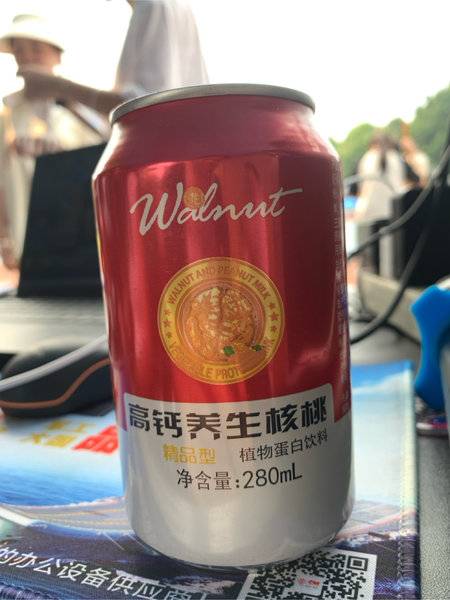 Walnut
WALNUT AND PEANUT MILK
高钙养生核桃
精品型 植物蛋白饮料
净含量:280mL
的办公设备供应商